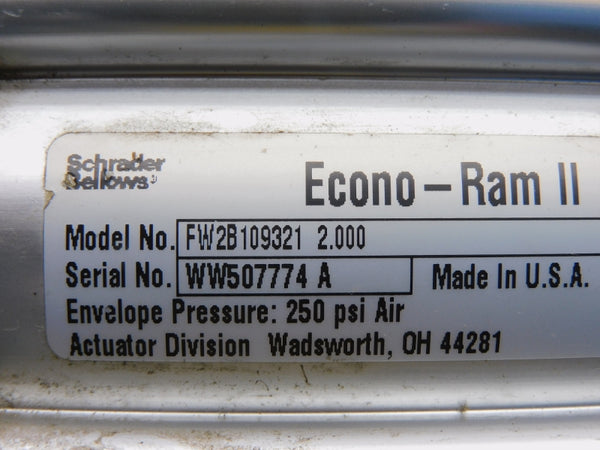 Schrader
Bellows®
Econo-Ram II
Model No. FW2B109321 2.000
Serial No. WW507774 A
Made In U.S.A.
Envelope Pressure: 250 psi Air
Actuator Division Wadsworth, OH 44281